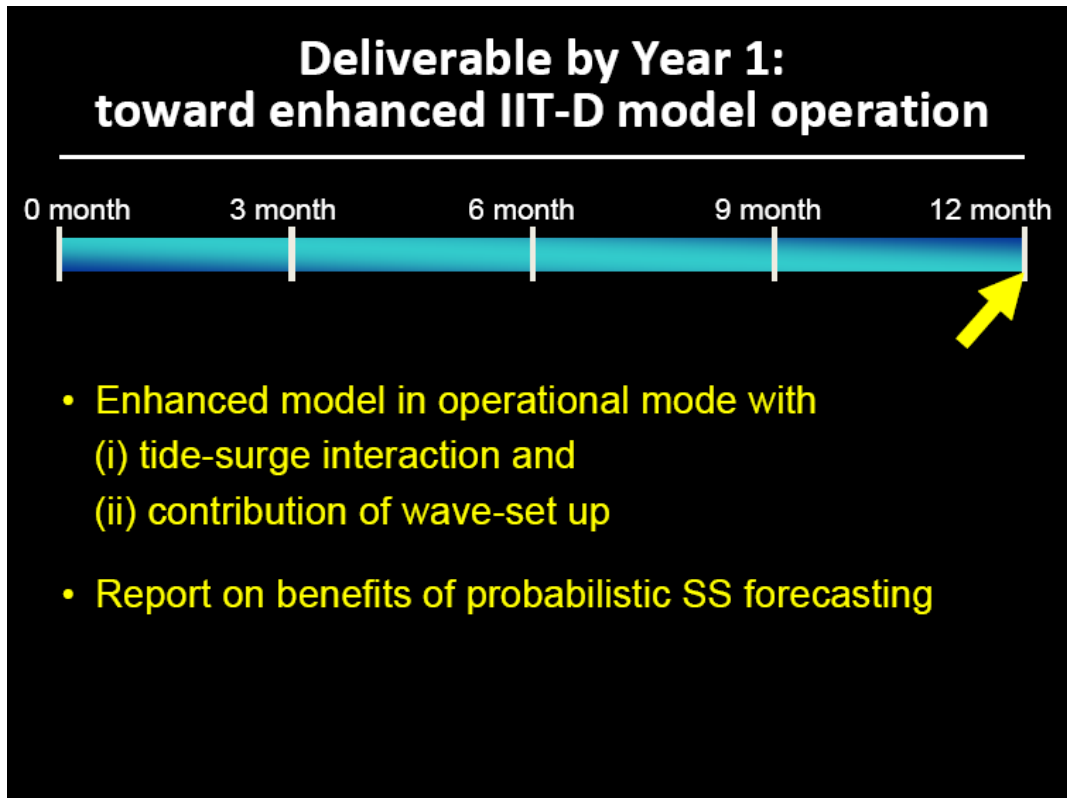 Deliverable by Year 1:
toward enhanced IIT-D model operation
0 month 3 month 6 month 9 month 12 month
• Enhanced model in operational mode with
(i) tide-surge interaction and
(ii) contribution of wave-set up
• Report on benefits of probabilistic SS forecasting